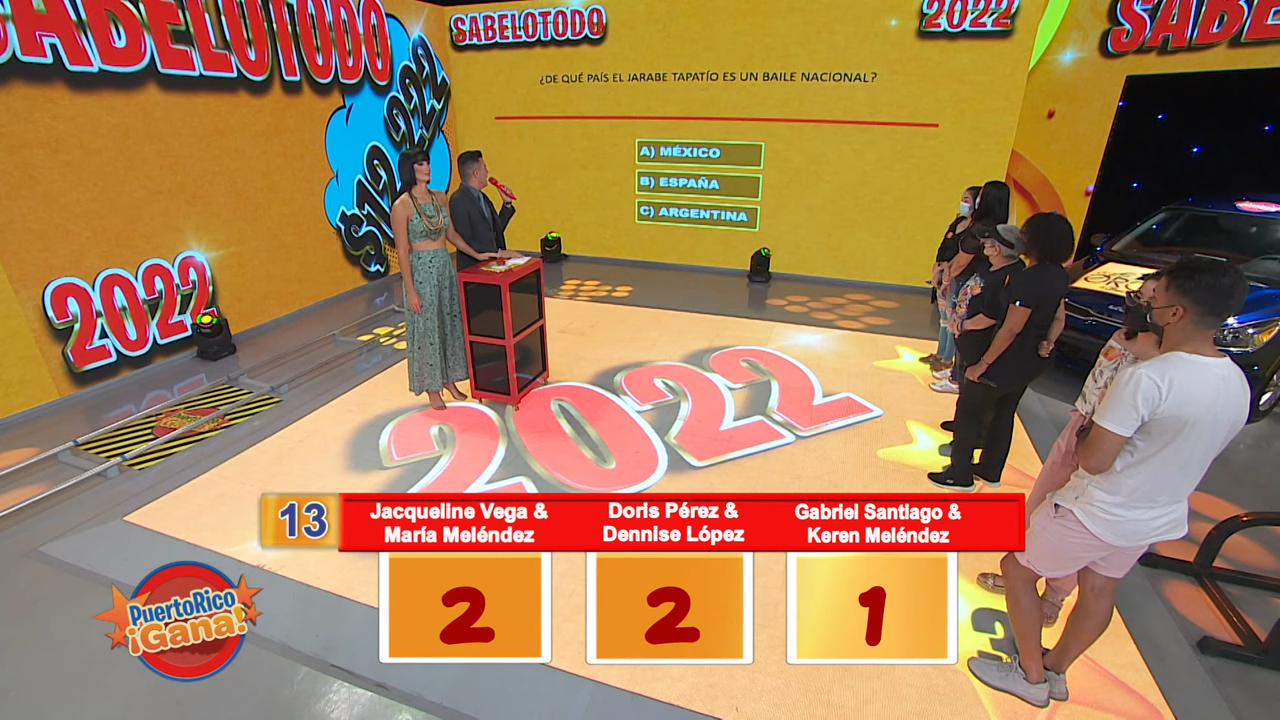 SABELOTODO
$12,222
2022
SABELOTODO
2022
¿DE QUÉ PAÍS EL JARABE TAPATÍO ES UN BAILE NACIONAL?
A) MÉXICO
B) ESPAÑA
C) ARGENTINA
SABE
2022
13
Jacqueline Vega &
María Meléndez
Doris Pérez &
Dennise López
Gabriel Santiago &
Keren Meléndez
2
2
1
PuertoRico
¡Gana!